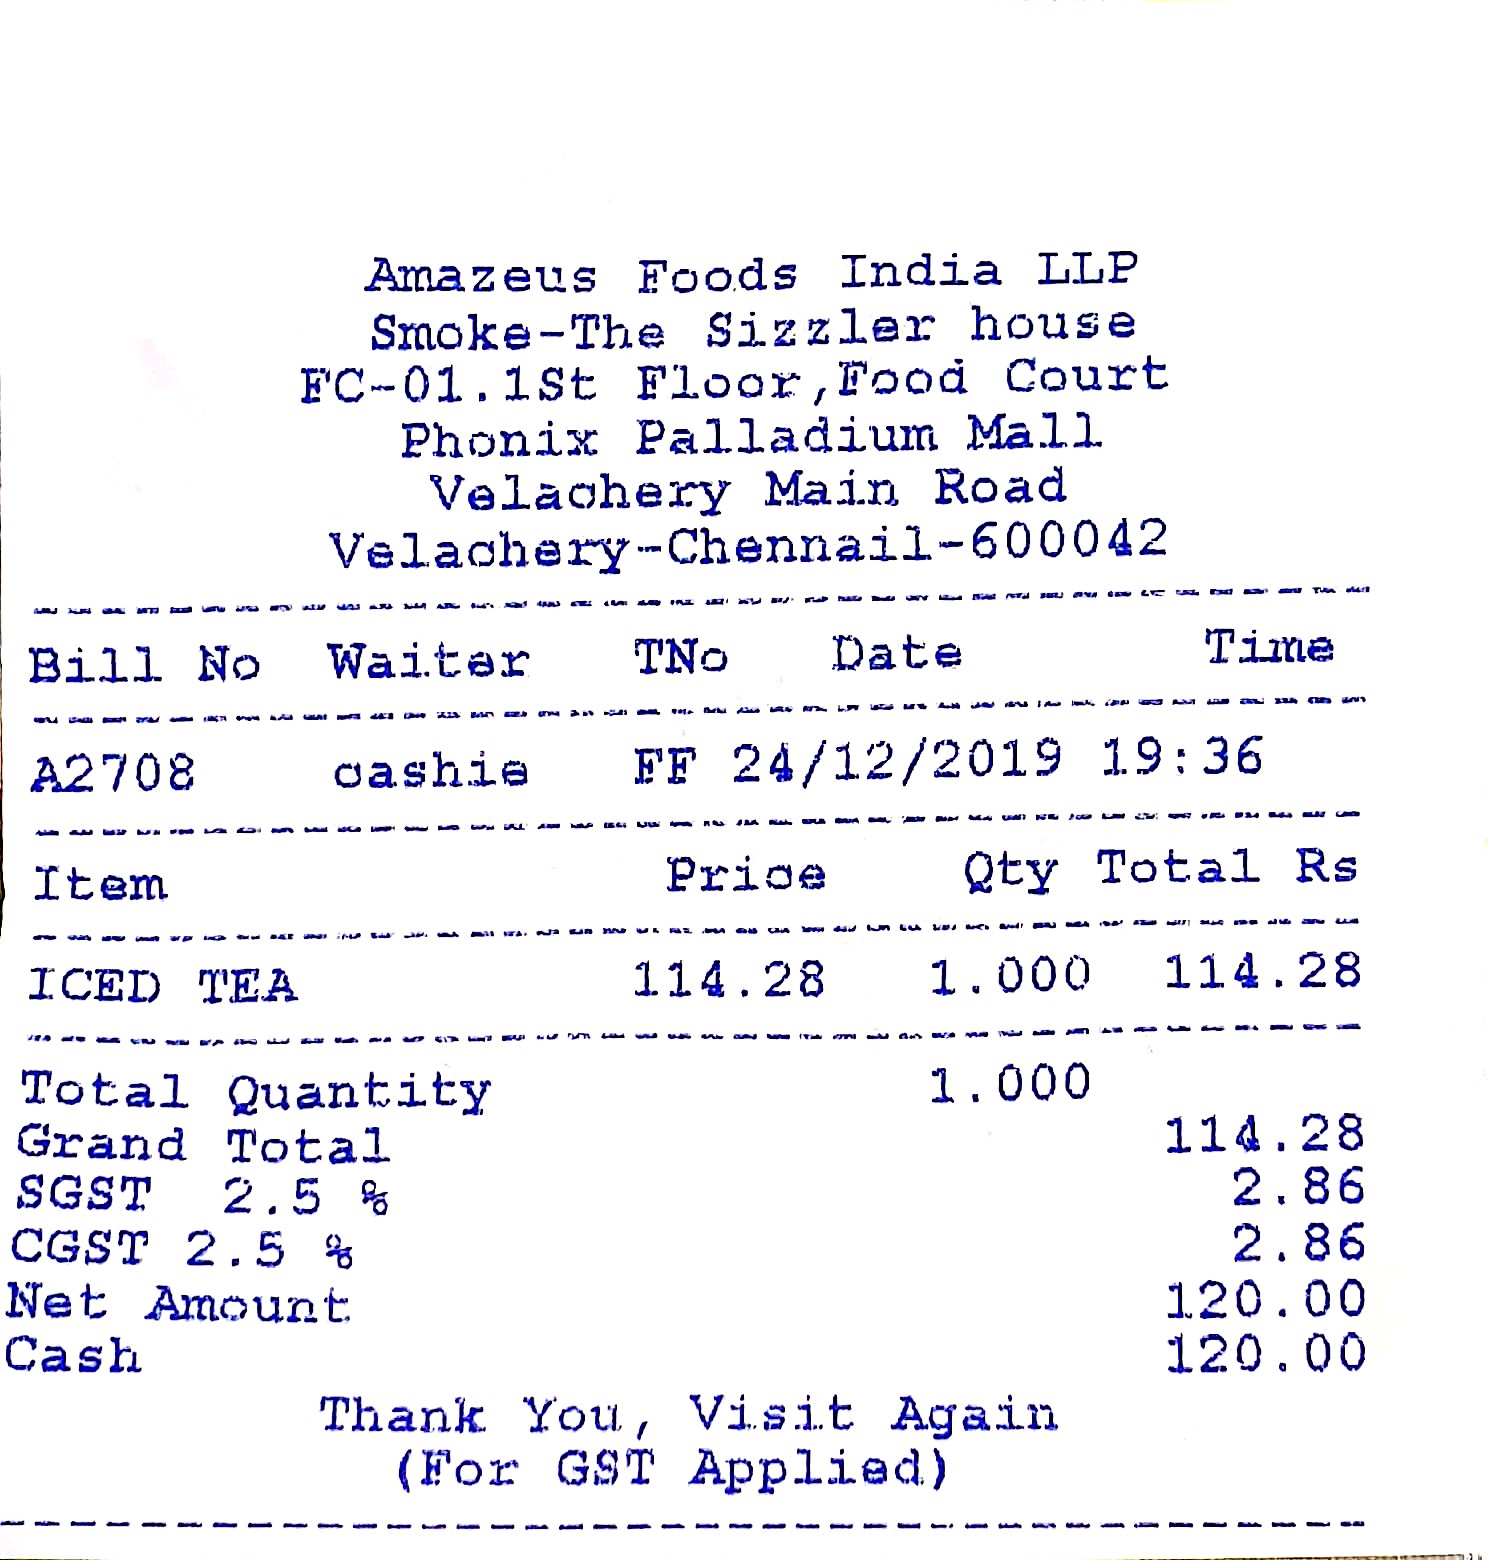 Amazeus Foods India LLP
Smoke-The Sizzler house
FC-01.1St Floor,Food Court
Phonix Palladium Mall
Velachery Main Road
Velachery-Chennail-600042
Bill No Waiter TNo Date Time
A2708 cashie FF 24/12/2019 19:36
Item Price Qty Total Rs
ICED TEA 114.28 1.000 114.28
Total Quantity 1.000
Grand Total 114.28
SGST 2.5 % 2.86
CGST 2.5 % 2.86
Net Amount 120.00
Cash 120.00
Thank You, Visit Again
(For GST Applied)